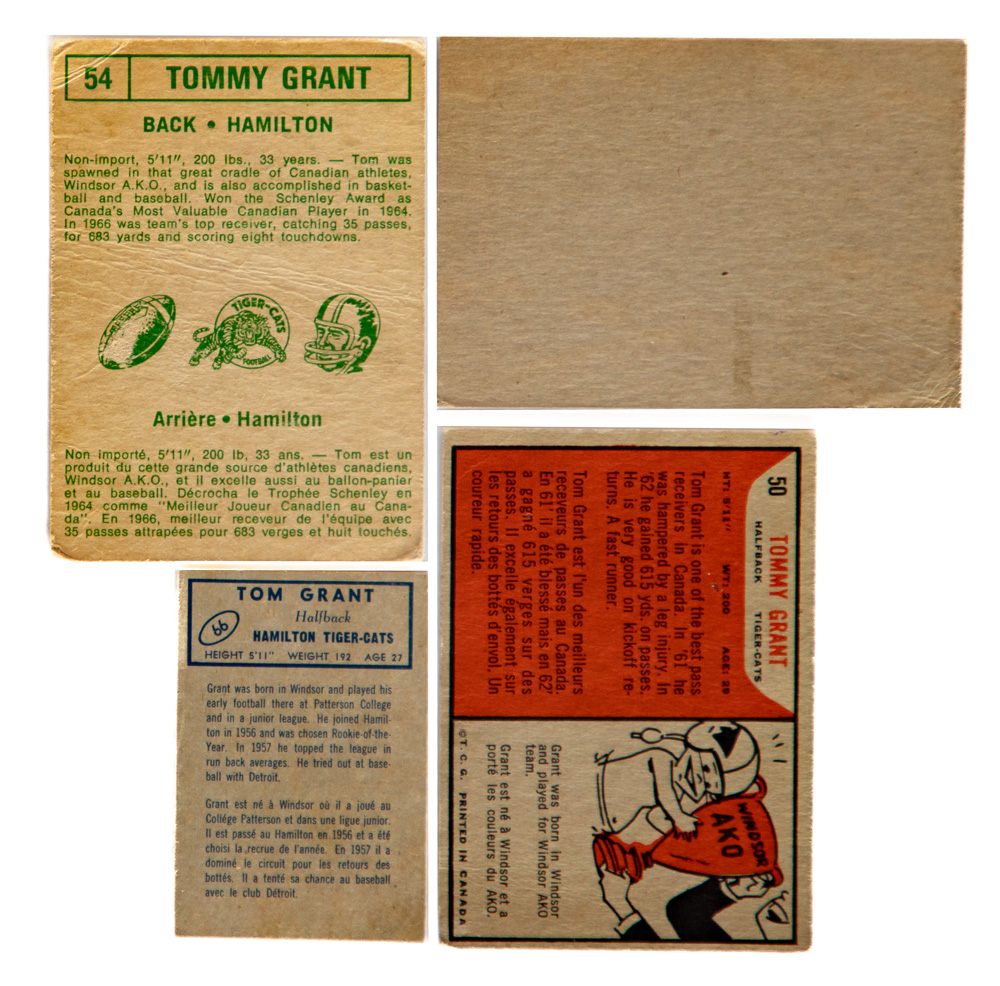 54 TOMMY GRANT
BACK • HAMILTON
Non-import, 5'11", 200 lbs., 33 years. — Tom was
spawned in that great cradle of Canadian athletes,
Windsor A.K.O., and is also accomplished in basket-
ball and baseball. Won the Schenley Award as
Canada's Most Valuable Canadian Player in 1964.
In 1966 was team's top receiver, catching 35 passes,
for 683 yards and scoring eight touchdowns.
TIGER-CATS
FOOTBALL
Arrière • Hamilton
Non importé, 5'11", 200 lb, 33 ans. — Tom est un
produit du cette grande source d'athlètes canadiens,
Windsor A.K.O., et il excelle aussi au ballon-panier
et au baseball. Décrocha le Trophée Schenley en
1964 comme "Meilleur Joueur Canadien au Cana-
da". En 1966, meilleur receveur de l'équipe avec
35 passes attrapées pour 683 verges et huit touchés.
TOM GRANT
Halfback
66
HAMILTON TIGER-CATS
HEIGHT 5'11" WEIGHT 192 AGE 27
Grant was born in Windsor and played his
early football there at Patterson College
and in a junior league. He joined Hamil-
ton in 1956 and was chosen Rookie-of-the-
Year. In 1957 he topped the league in
run back averages. He tried out at base-
ball with Detroit.
Grant est né à Windsor où il a joué au
Collége Patterson et dans une ligue junior.
Il est passé au Hamilton en 1956 et a été
choisi la recrue de l'année. En 1957 il a
dominé le circuit pour les retours des
bottés. Il a tenté sa chance au baseball
avec le club Détroit.
50 TOMMY GRANT
HALFBACK TIGER-CATS
HT: 5'11" WT: 200 AGE: 29
Tom Grant is one of the best pass
receivers in Canada. In '61 he
was hampered by a leg injury. In
'62 he gained 615 yds. on passes.
He is very good on kickoff re-
turns. A fast runner.
Tom Grant est l'un des meilleurs
receveurs de passes au Canada.
En 61' il a été blessé mais en 62'
a gagné 615 verges sur des
passes. Il excelle également sur
les retours des bottés d'envoi. Un
coureur rapide.
WINDSOR
AKO
Grant was born in Windsor
and played for Windsor AKO
team.
Grant est né à Windsor et a
porté les couleurs du AKO.
©T. C. G. PRINTED IN CANADA